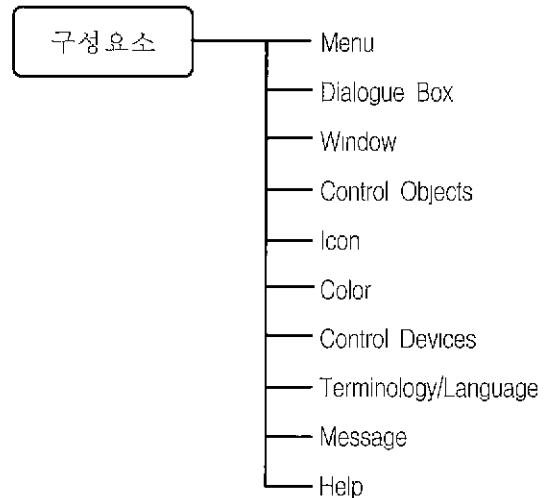 구성요소
Menu
Dialogue Box
Window
Control Objects
Icon
Color
Control Devices
Terminology/Language
Message
Help